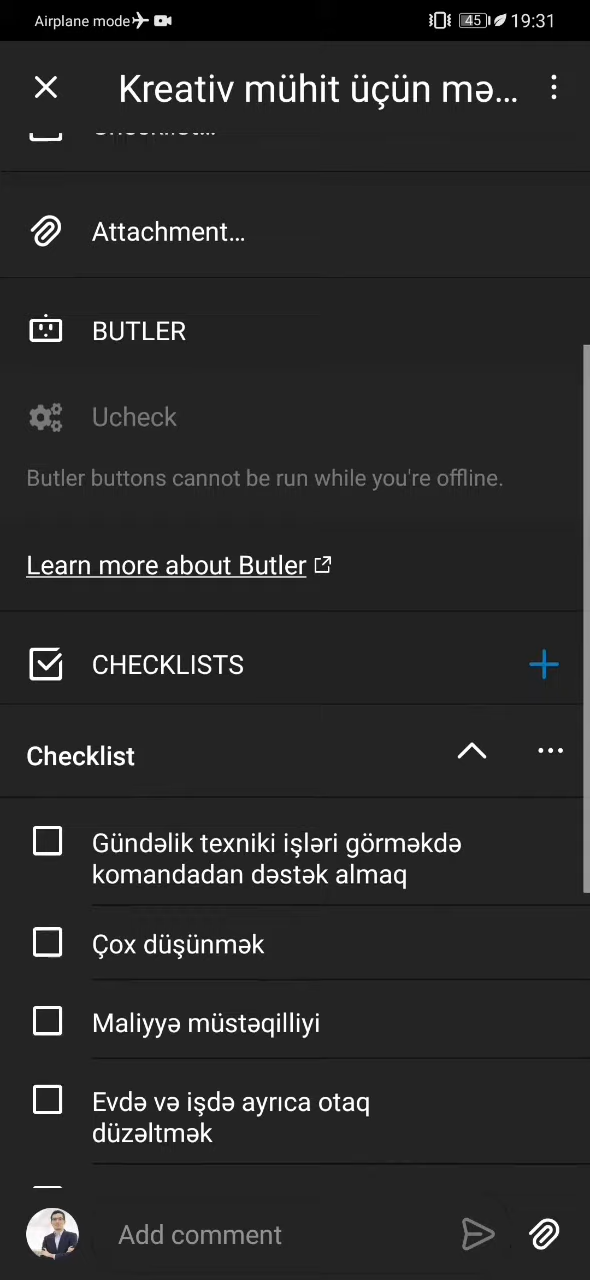 Airplane mode 45 19:31
Kreativ mühit üçün mə...
Attachment...
BUTLER
Ucheck
Butler buttons cannot be run while you're offline.
Learn more about Butler
CHECKLISTS
Checklist
Gündəlik texniki işləri görməkdə
komandadan dəstək almaq
Çox düşünmək
Maliyyə müstəqilliyi
Evdə və işdə ayrıca otaq
düzəltmək
Add comment